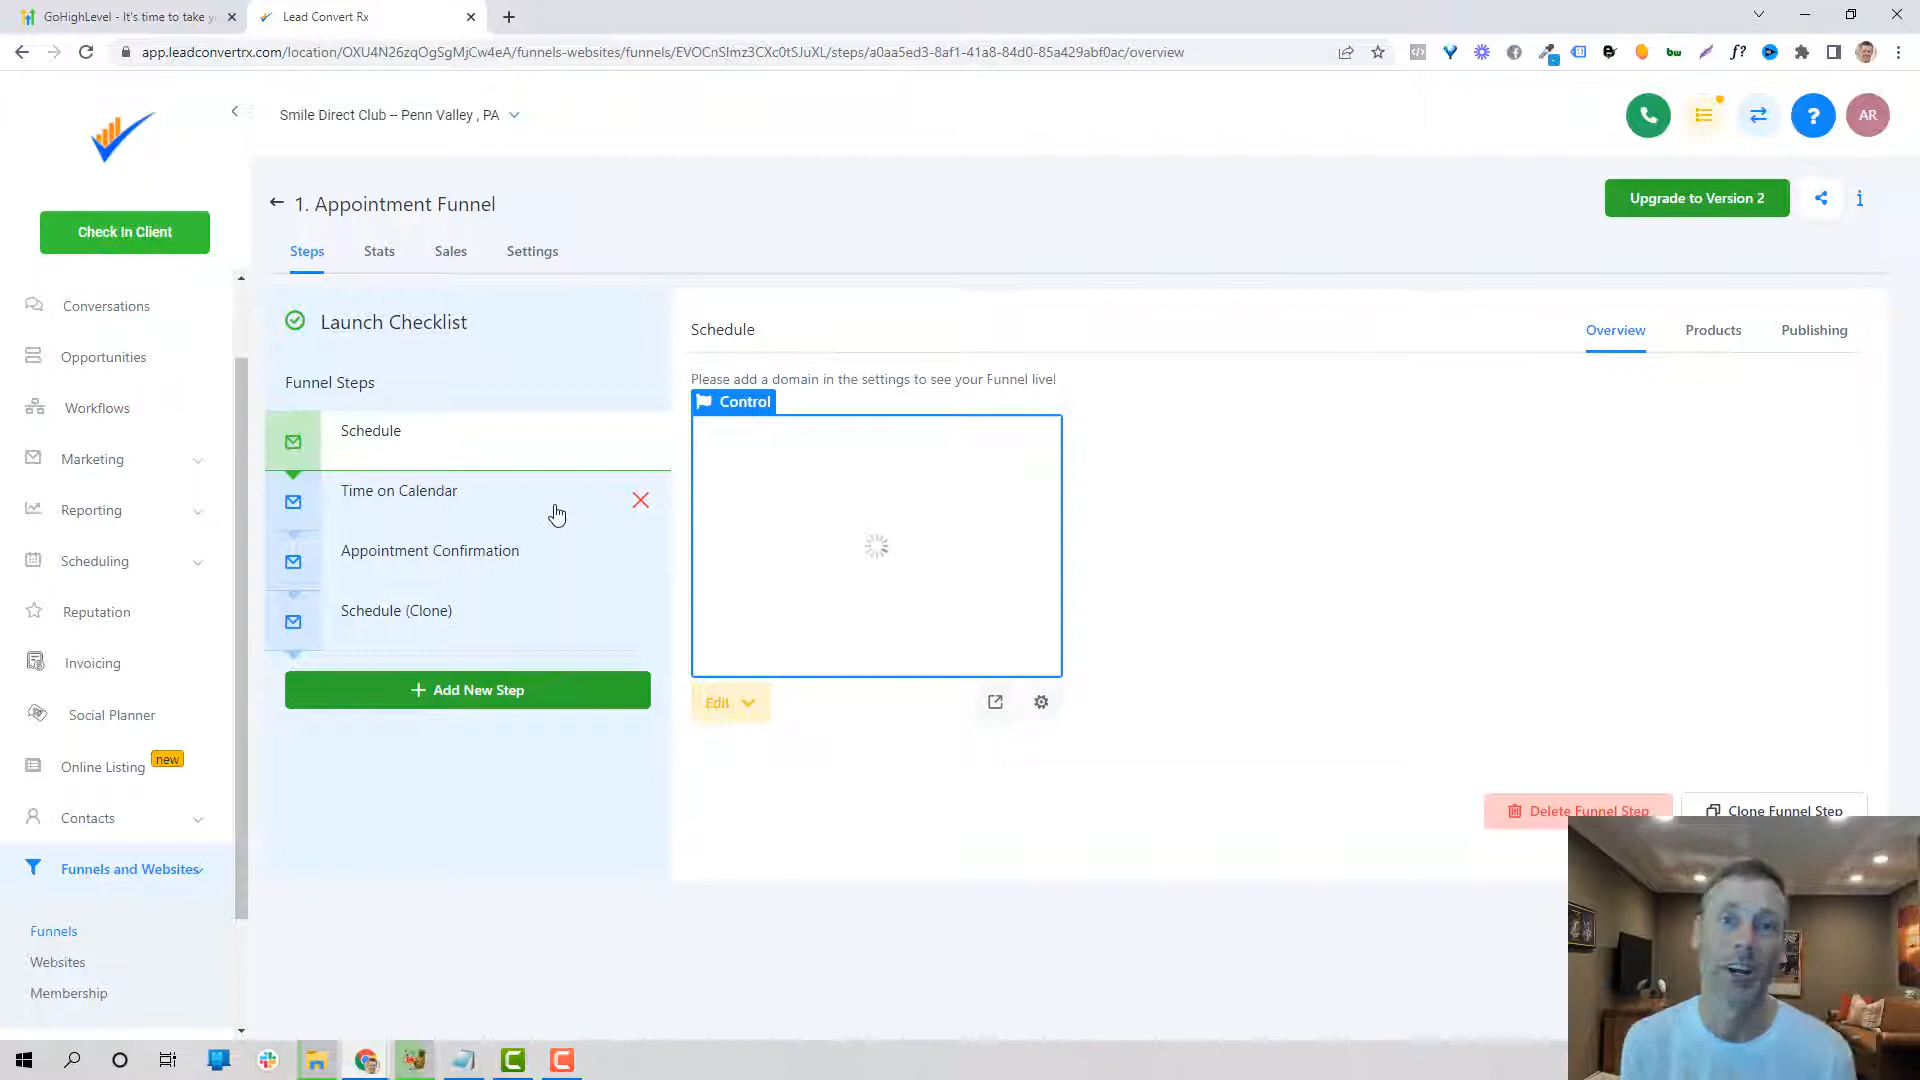 GoHighLevel - It's time to take y
Lead Convert Rx
app.leadconvertrx.com/location/OXU4N26zqOgSgMjCw4eA/funnels-websites/funnels/EVOCnSlmz3CXc0tSJuXL/steps/a0aa5ed3-8af1-41a8-84d0-85a429abf0ac/overview
Smile Direct Club -- Penn Valley , PA
AR
Check In Client
1. Appointment Funnel
Upgrade to Version 2
Steps
Stats
Sales
Settings
Conversations
Opportunities
Workflows
Marketing
Reporting
Scheduling
Reputation
Invoicing
Social Planner
Online Listing new
Contacts
Funnels and Websites
Funnels
Websites
Membership
Launch Checklist
Funnel Steps
Schedule
Time on Calendar
Appointment Confirmation
Schedule (Clone)
+ Add New Step
Schedule
Overview
Products
Publishing
Please add a domain in the settings to see your Funnel live!
Control
Edit
Delete Funnel Step
Clone Funnel Step